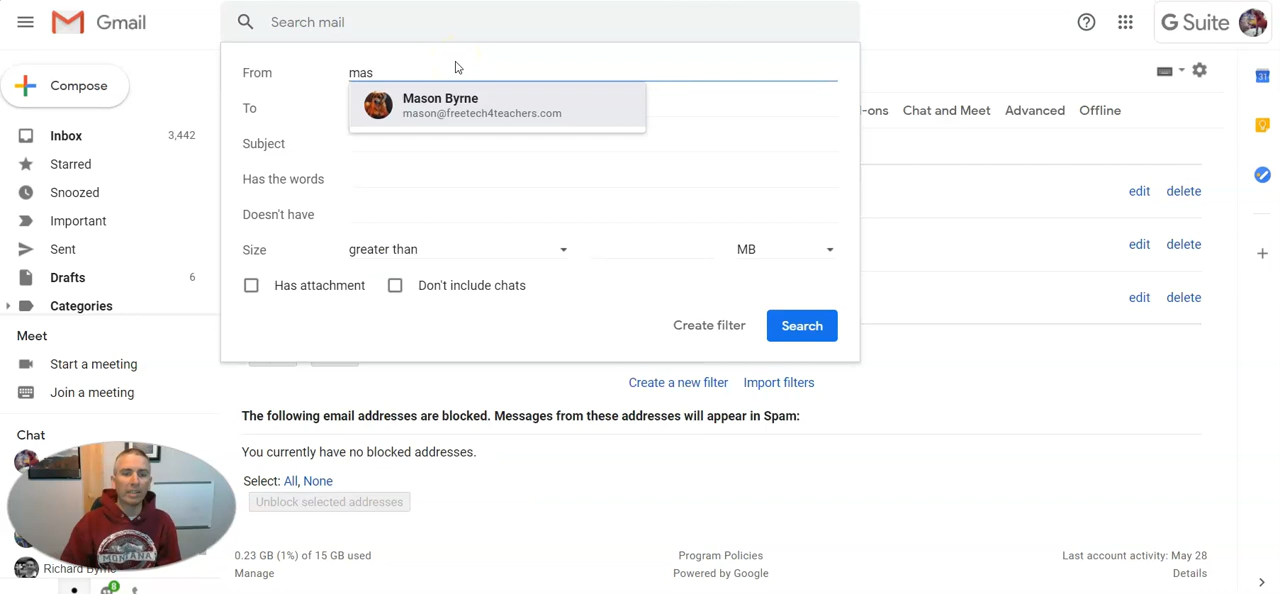 Gmail
Search mail
G Suite
Compose
Inbox 3,442
Starred
Snoozed
Important
Sent
Drafts 6
Categories
Meet
Start a meeting
Join a meeting
Chat
Richard Byrne
8
From mas
Mason Byrne
mason@freetech4teachers.com
To
Subject
Has the words
Doesn't have
Size greater than MB
Has attachment Don't include chats
Create filter Search
-ons Chat and Meet Advanced Offline
edit delete
edit delete
edit delete
Create a new filter Import filters
The following email addresses are blocked. Messages from these addresses will appear in Spam:
You currently have no blocked addresses.
Select: All, None
Unblock selected addresses
0.23 GB (1%) of 15 GB used
Manage
Program Policies
Powered by Google
Last account activity: May 28
Details
31
MONTANA